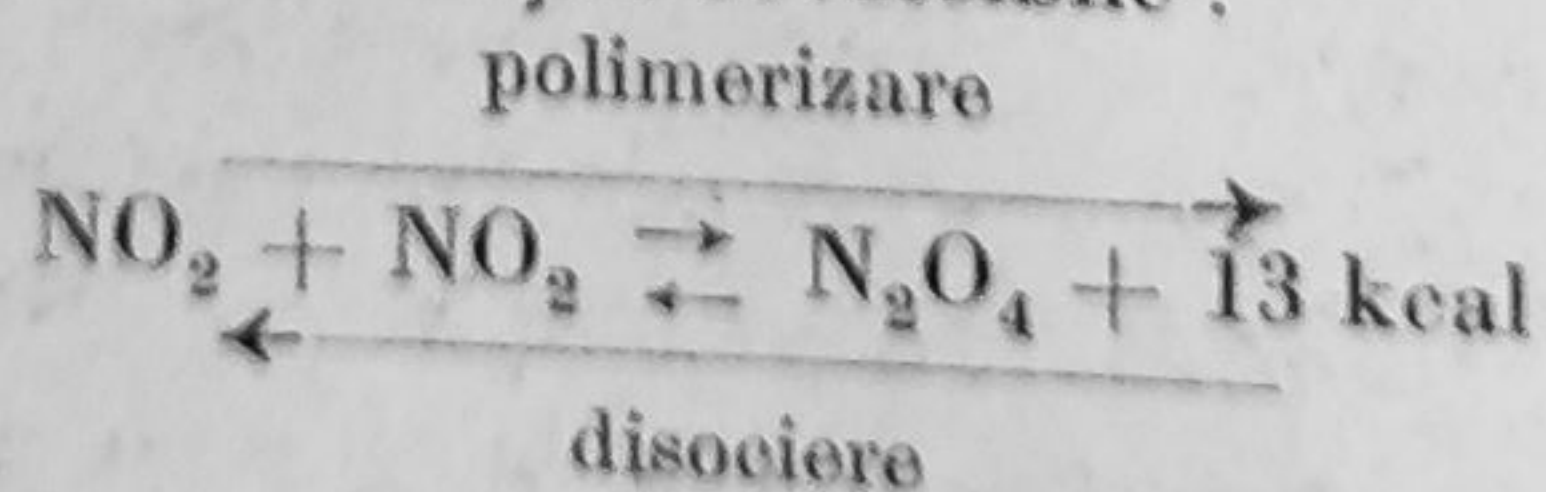 polimerizare
NO₂ + NO₂ ⇄ N₂O₄ + 13 kcal
disociere